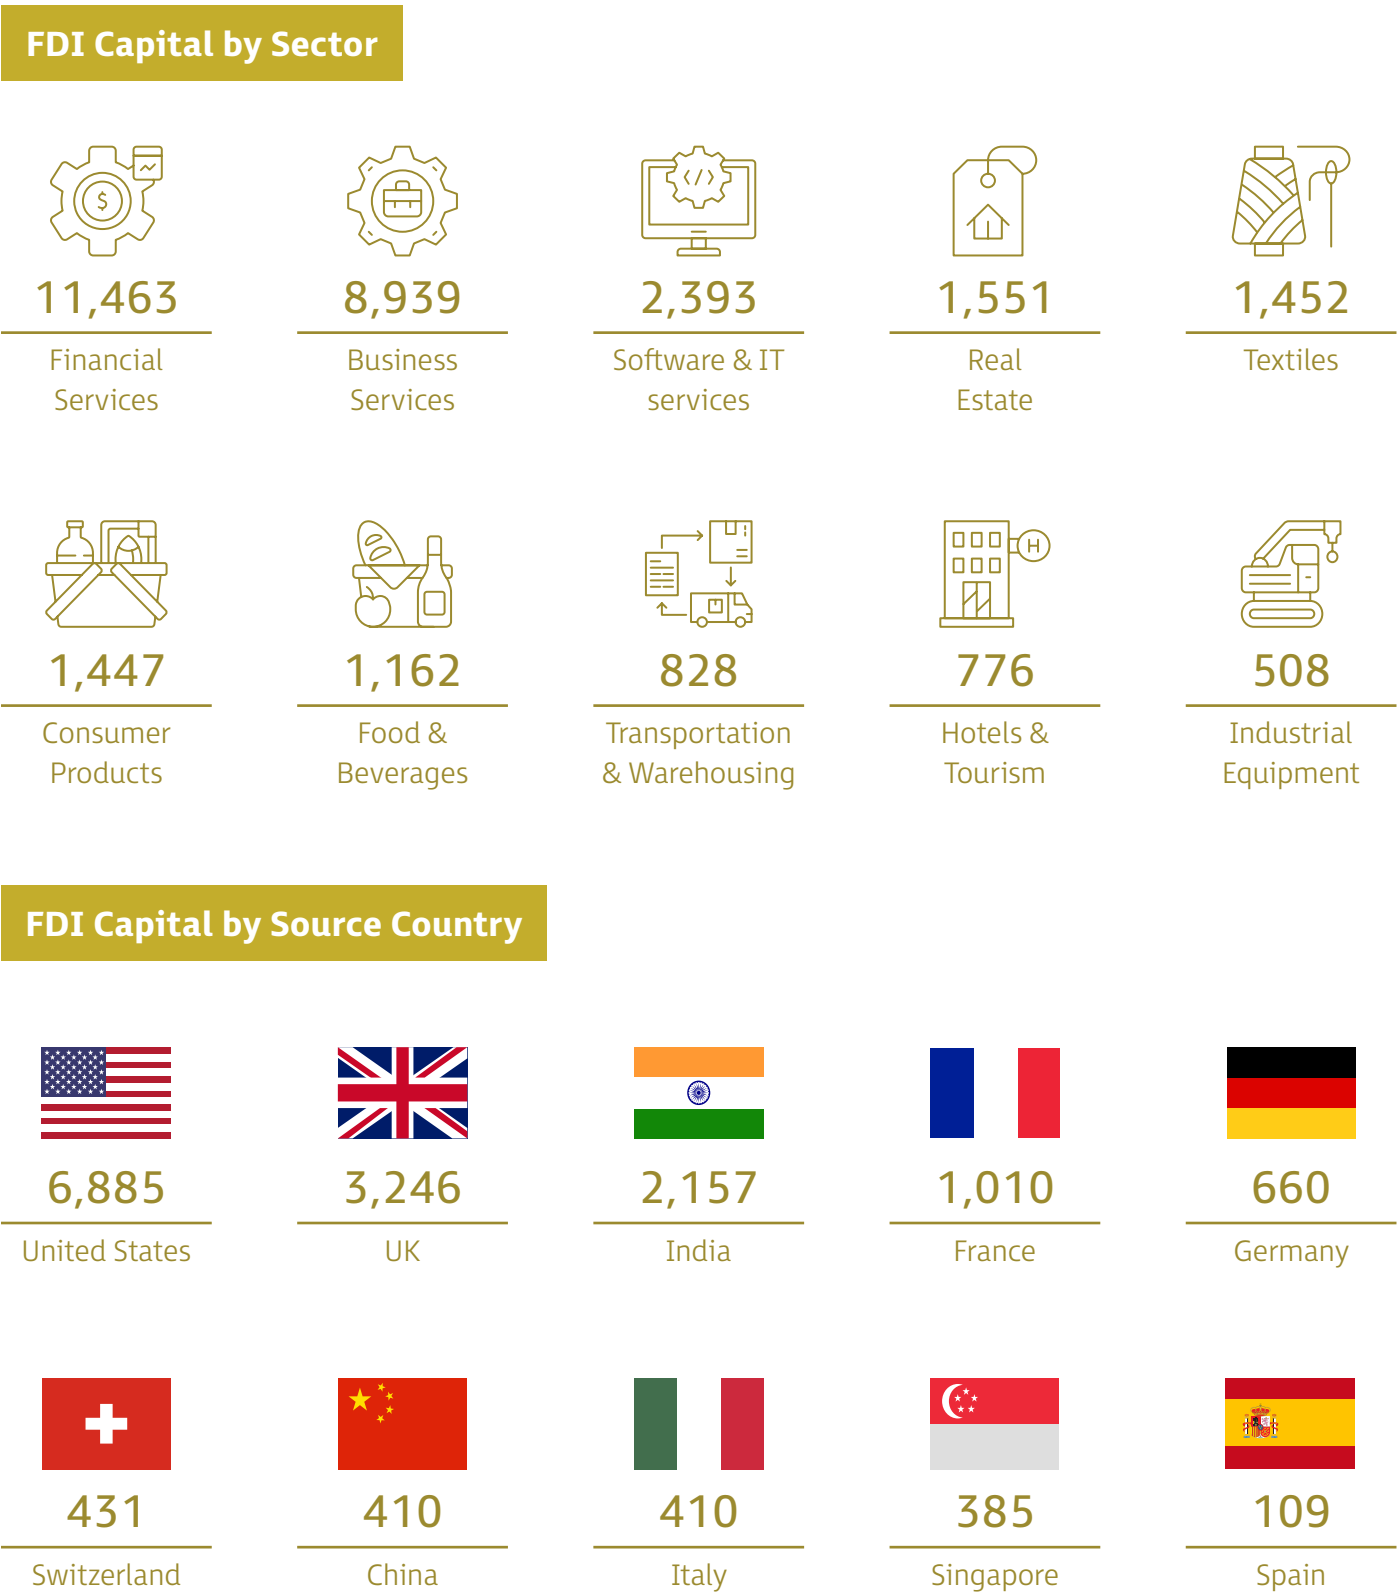 FDI Capital by Sector
11,463
Financial
Services
8,939
Business
Services
2,393
Software & IT
services
1,551
Real
Estate
1,452
Textiles
1,447
Consumer
Products
1,162
Food &
Beverages
828
Transportation
& Warehousing
H
776
Hotels &
Tourism
508
Industrial
Equipment
FDI Capital by Source Country
6,885
United States
3,246
UK
2,157
India
1,010
France
660
Germany
431
Switzerland
410
China
410
Italy
385
Singapore
109
Spain